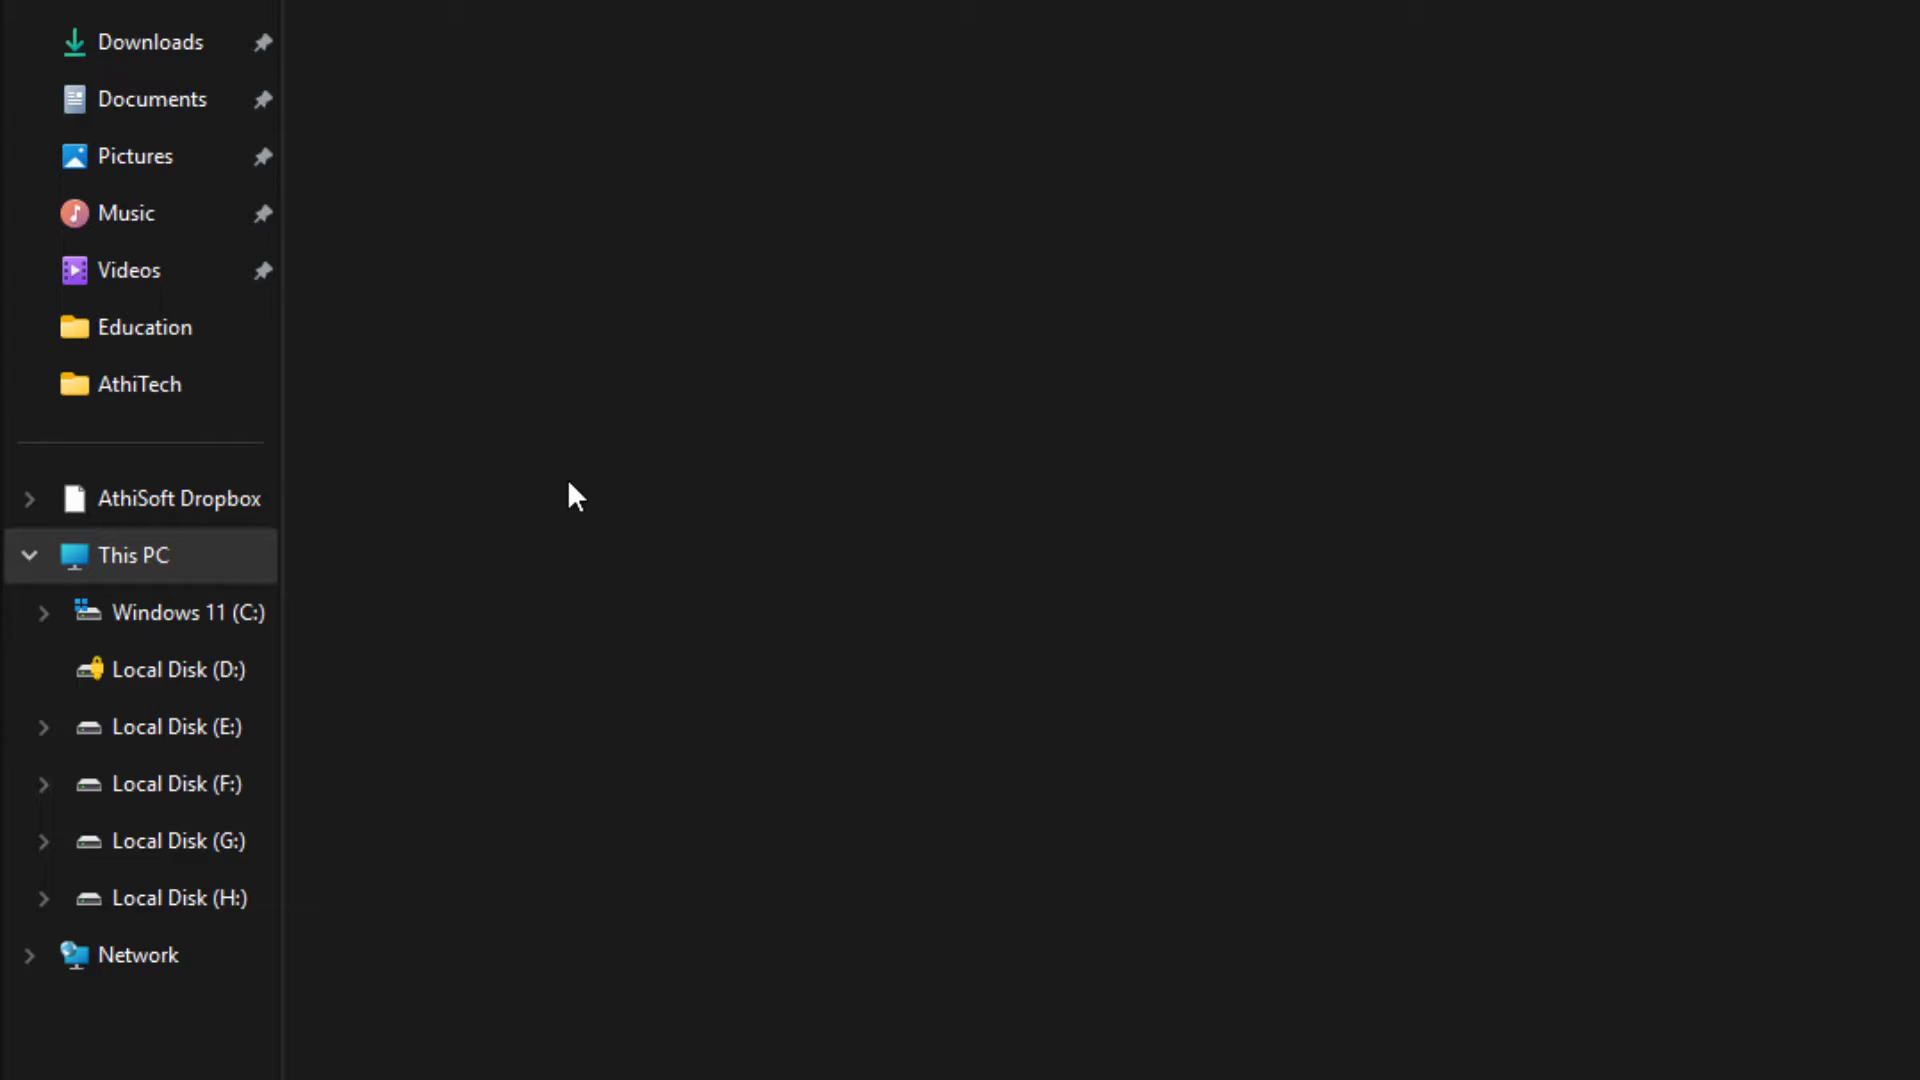 Downloads
Documents
Pictures
Music
Videos
Education
AthiTech
AthiSoft Dropbox
This PC
Windows 11 (C:)
Local Disk (D:)
Local Disk (E:)
Local Disk (F:)
Local Disk (G:)
Local Disk (H:)
Network